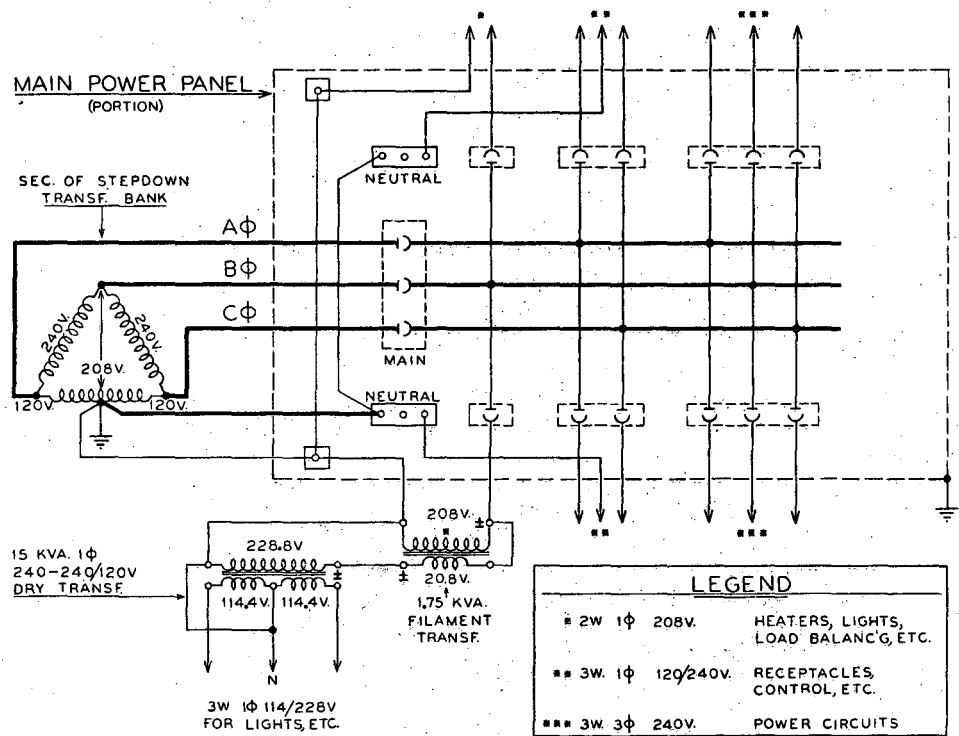 *
**
***
MAIN POWER PANEL
(PORTION)
SEC. OF STEPDOWN
TRANSF. BANK
NEUTRAL
AΦ
BΦ
CΦ
240V.
240V.
208V.
120V.
120V.
MAIN
NEUTRAL
**
***
208V.
*
±
15 KVA. 1Φ
240-240/120V
DRY TRANSF.
228.8V.
±
114.4V.
114.4V.
±
20.8V.
1.75 KVA.
FILAMENT
TRANSF.
N
3W 1Φ 114/228V
FOR LIGHTS, ETC.
LEGEND
* 2W 1Φ 208V. HEATERS, LIGHTS,
LOAD BALANC'G, ETC.
** 3W. 1Φ 120/240V. RECEPTACLES,
CONTROL, ETC.
*** 3W. 3Φ 240V. POWER CIRCUITS